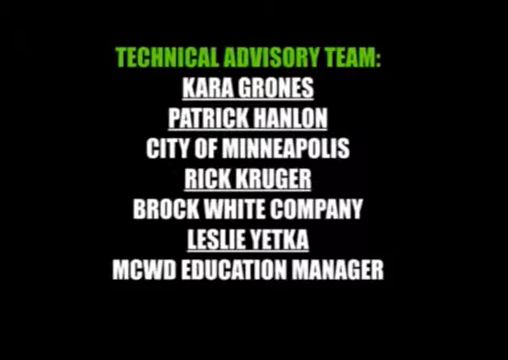 TECHNICAL ADVISORY TEAM:
KARA GRONES
PATRICK HANLON
CITY OF MINNEAPOLIS
RICK KRUGER
BROCK WHITE COMPANY
LESLIE YETKA
MCWD EDUCATION MANAGER